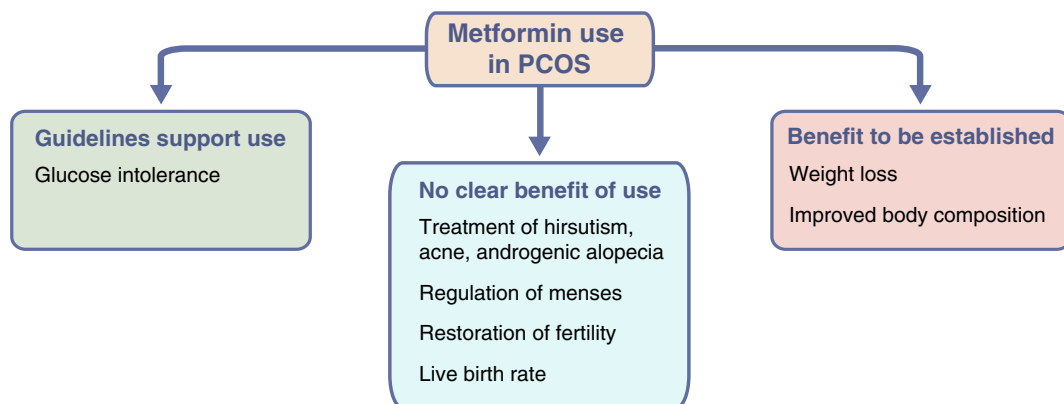 Metformin use
in PCOS
Guidelines support use
Glucose intolerance
No clear benefit of use
Treatment of hirsutism,
acne, androgenic alopecia
Regulation of menses
Restoration of fertility
Live birth rate
Benefit to be established
Weight loss
Improved body composition